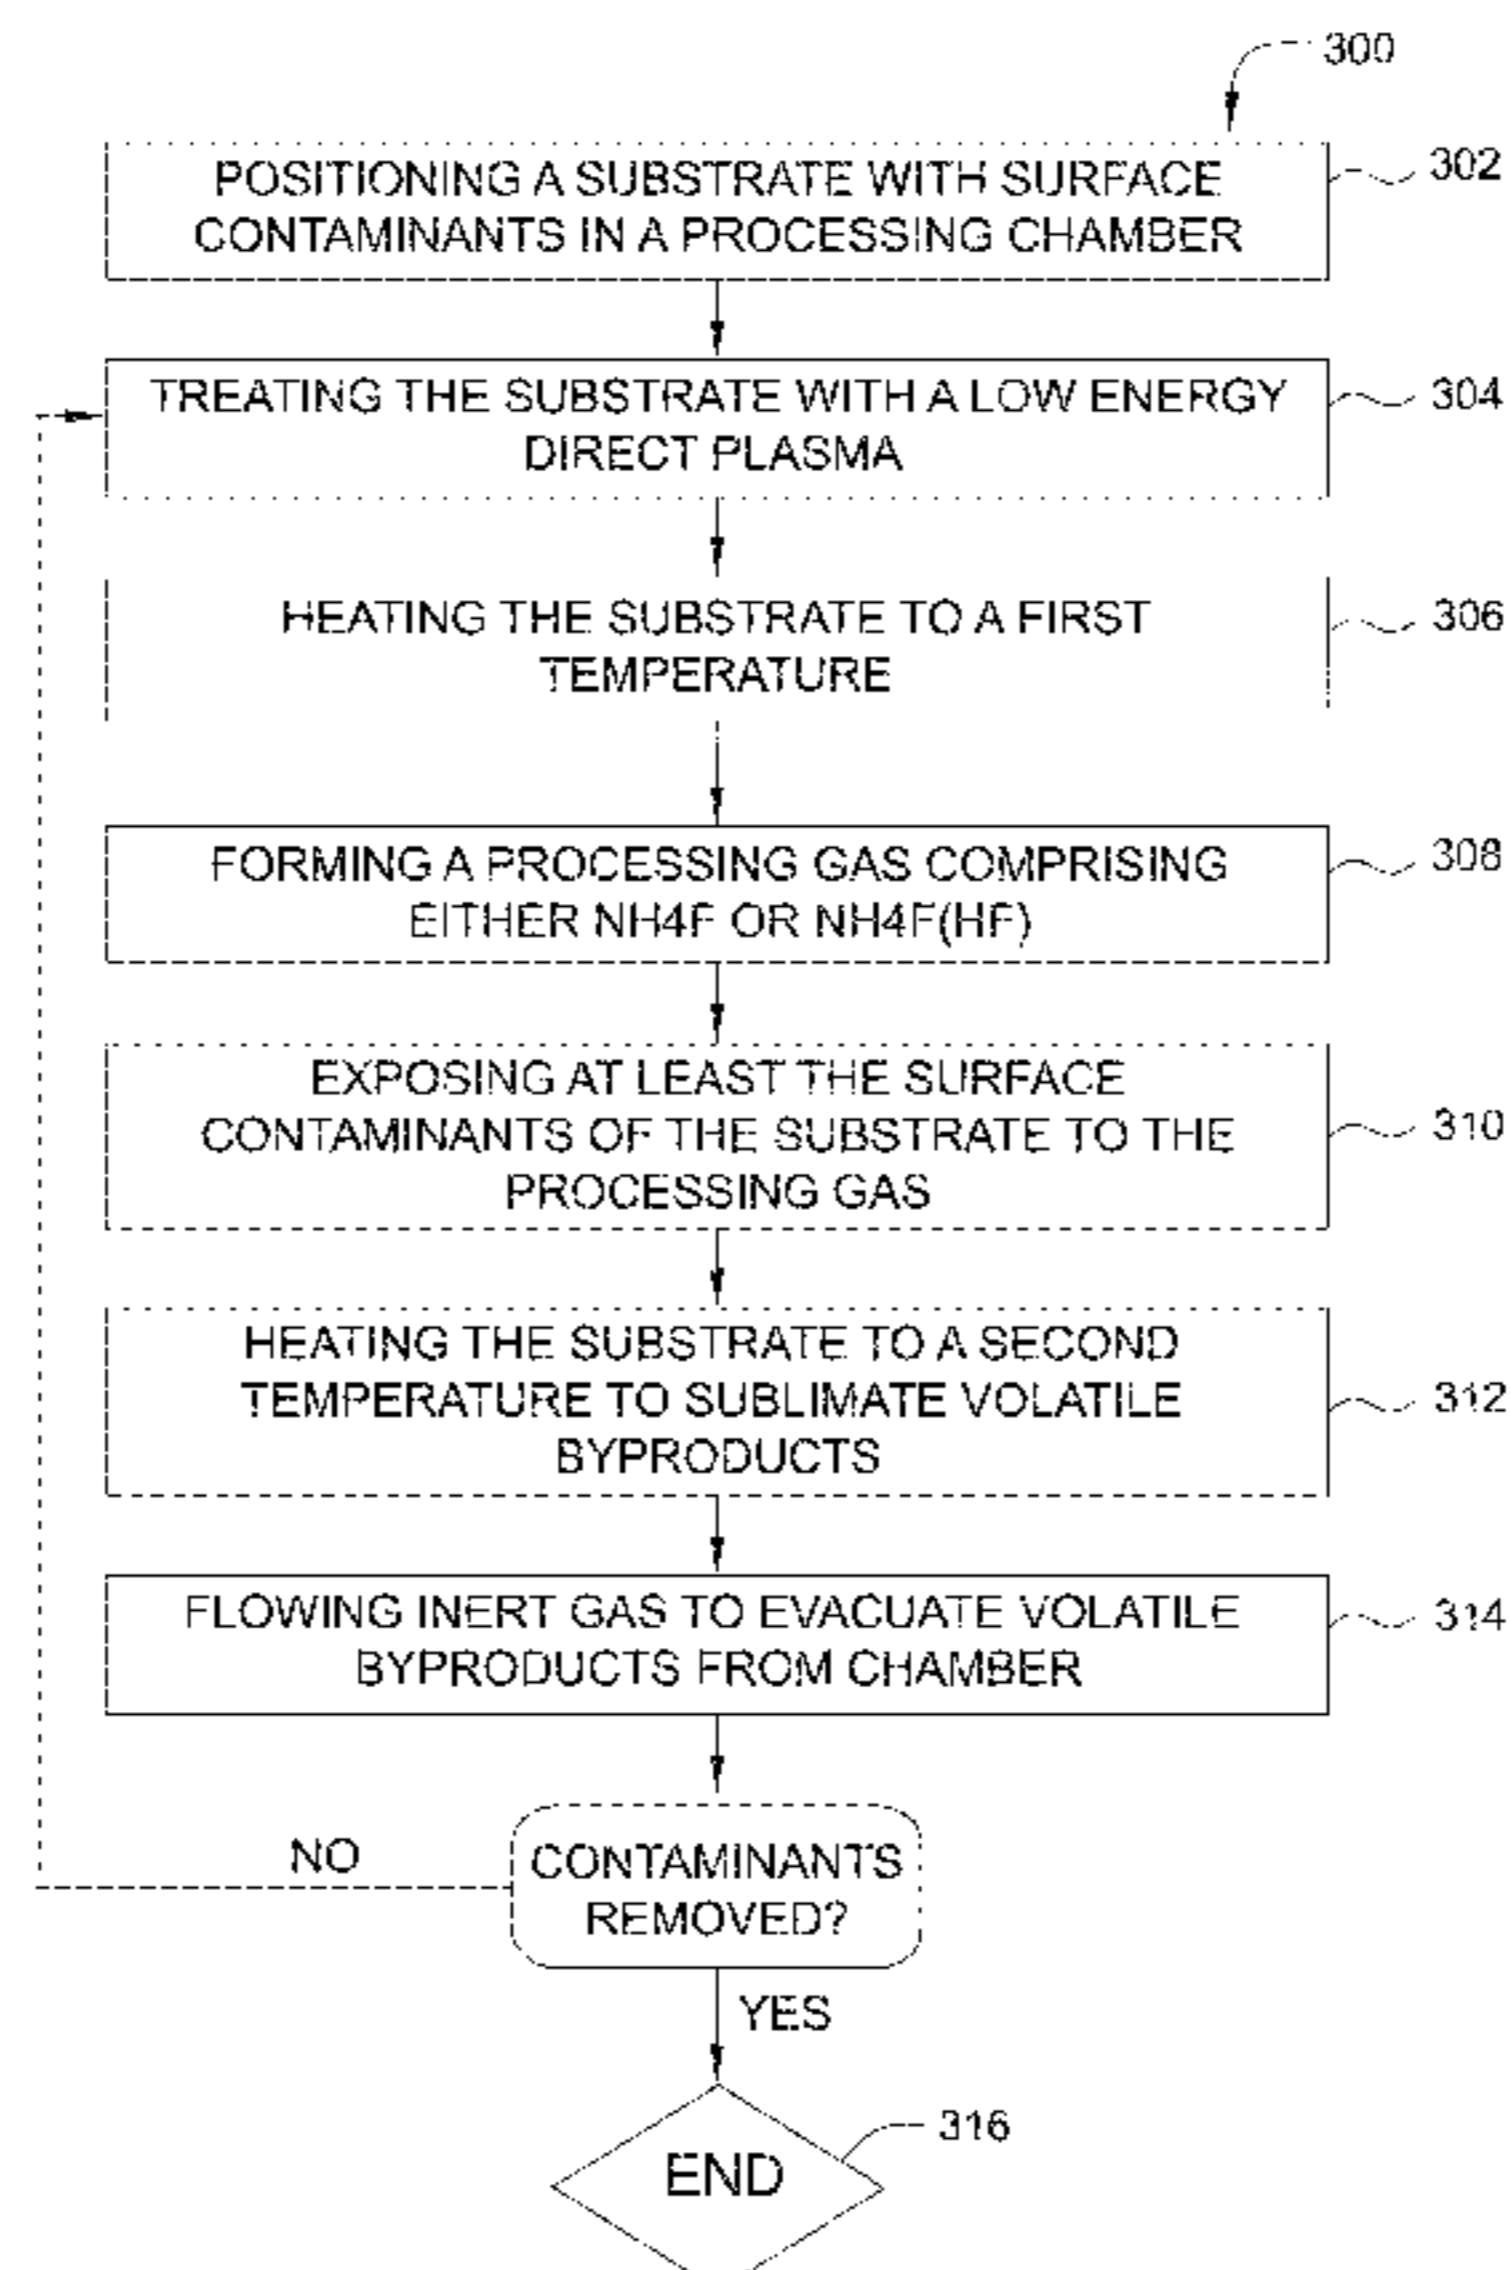 300
POSITIONING A SUBSTRATE WITH SURFACE
CONTAMINANTS IN A PROCESSING CHAMBER
302
TREATING THE SUBSTRATE WITH A LOW ENERGY
DIRECT PLASMA
304
HEATING THE SUBSTRATE TO A FIRST
TEMPERATURE
306
FORMING A PROCESSING GAS COMPRISING
EITHER NH4F OR NH4F(HF)
308
EXPOSING AT LEAST THE SURFACE
CONTAMINANTS OF THE SUBSTRATE TO THE
PROCESSING GAS
310
HEATING THE SUBSTRATE TO A SECOND
TEMPERATURE TO SUBLIMATE VOLATILE
BYPRODUCTS
312
FLOWING INERT GAS TO EVACUATE VOLATILE
BYPRODUCTS FROM CHAMBER
314
NO
CONTAMINANTS
REMOVED?
YES
END
316